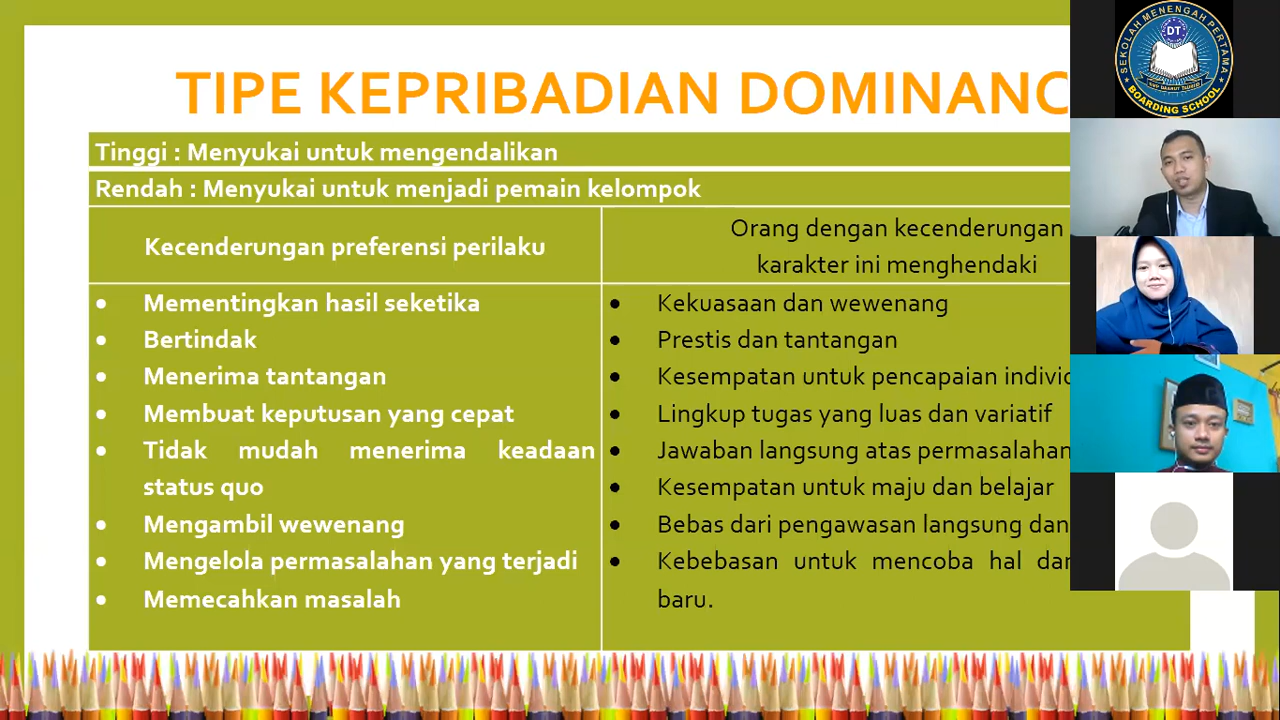 TIPE KEPRIBADIAN DOMINANC
Tinggi : Menyukai untuk mengendalikan
Rendah : Menyukai untuk menjadi pemain kelompok
Kecenderungan preferensi perilaku
Orang dengan kecenderungan
karakter ini menghendaki
• Mementingkan hasil seketika
• Bertindak
• Menerima tantangan
• Membuat keputusan yang cepat
• Tidak mudah menerima keadaan
status quo
• Mengambil wewenang
• Mengelola permasalahan yang terjadi
• Memecahkan masalah
• Kekuasaan dan wewenang
• Prestis dan tantangan
• Kesempatan untuk pencapaian
• Lingkup tugas yang luas dan variatif
• Jawaban langsung atas permasalahan
• Kesempatan untuk maju dan belajar
• Bebas dari pengawasan langsung dan
• Kebebasan untuk mencoba hal
baru.
SEKOLAH MENENGAH PERTAMA
DT
BOARDING SCHOOL